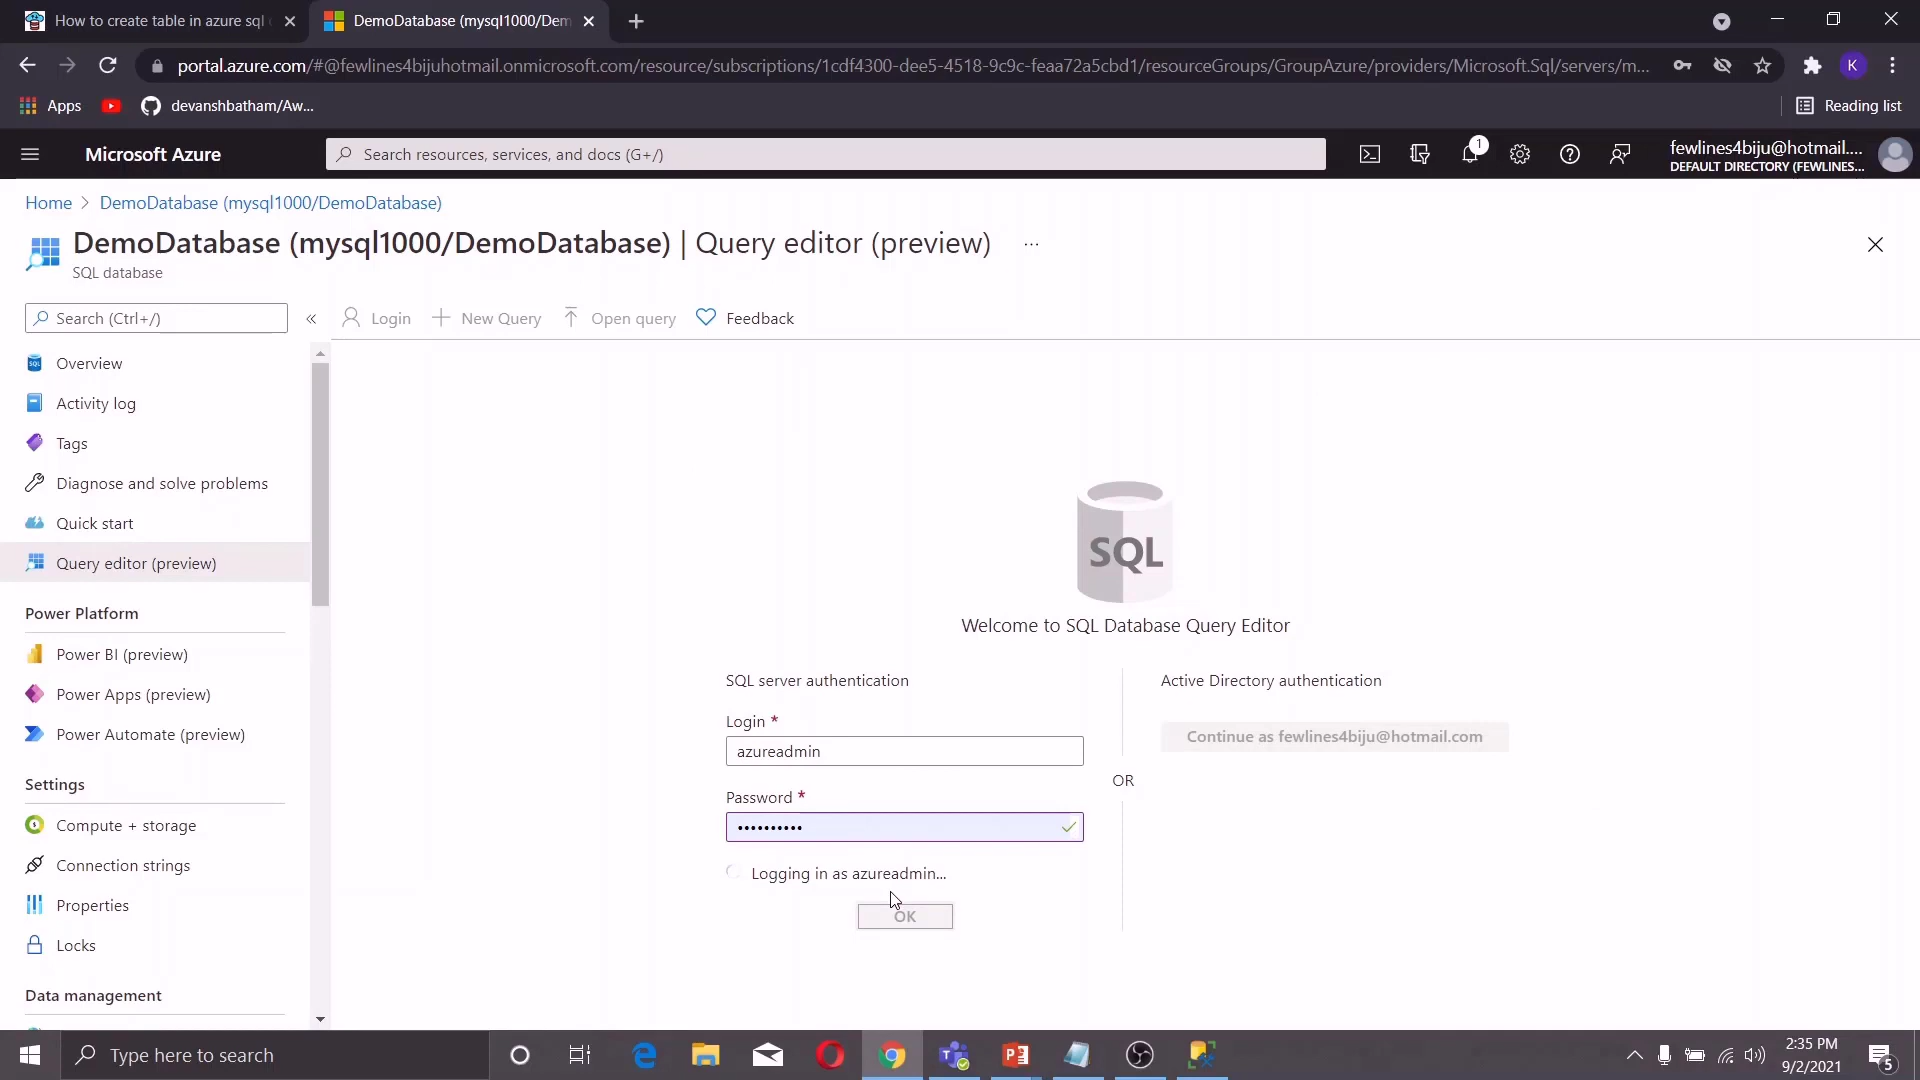 How to create table in azure sql
DemoDatabase (mysql1000/Dem
portal.azure.com/#@fewlines4bijuhotmail.onmicrosoft.com/resource/subscriptions/1cdf4300-dee5-4518-9c9c-feaa72a5cbd1/resourceGroups/GroupAzure/providers/Microsoft.Sql/servers/m...
K
Apps
devanshbatham/Aw...
Reading list
Microsoft Azure
Search resources, services, and docs (G+/)
1
fewlines4biju@hotmail....
DEFAULT DIRECTORY (FEWLINES...
Home > DemoDatabase (mysql1000/DemoDatabase)
DemoDatabase (mysql1000/DemoDatabase) | Query editor (preview) ...
SQL database
Search (Ctrl+/)
«
Login
New Query
Open query
Feedback
Overview
Activity log
Tags
Diagnose and solve problems
Quick start
Query editor (preview)
Power Platform
Power BI (preview)
Power Apps (preview)
Power Automate (preview)
Settings
Compute + storage
Connection strings
Properties
Locks
Data management
SQL
Welcome to SQL Database Query Editor
SQL server authentication
Login *
azureadmin
Password *
••••••••••
Logging in as azureadmin...
OK
OR
Active Directory authentication
Continue as fewlines4biju@hotmail.com
Type here to search
2:35 PM
9/2/2021
5